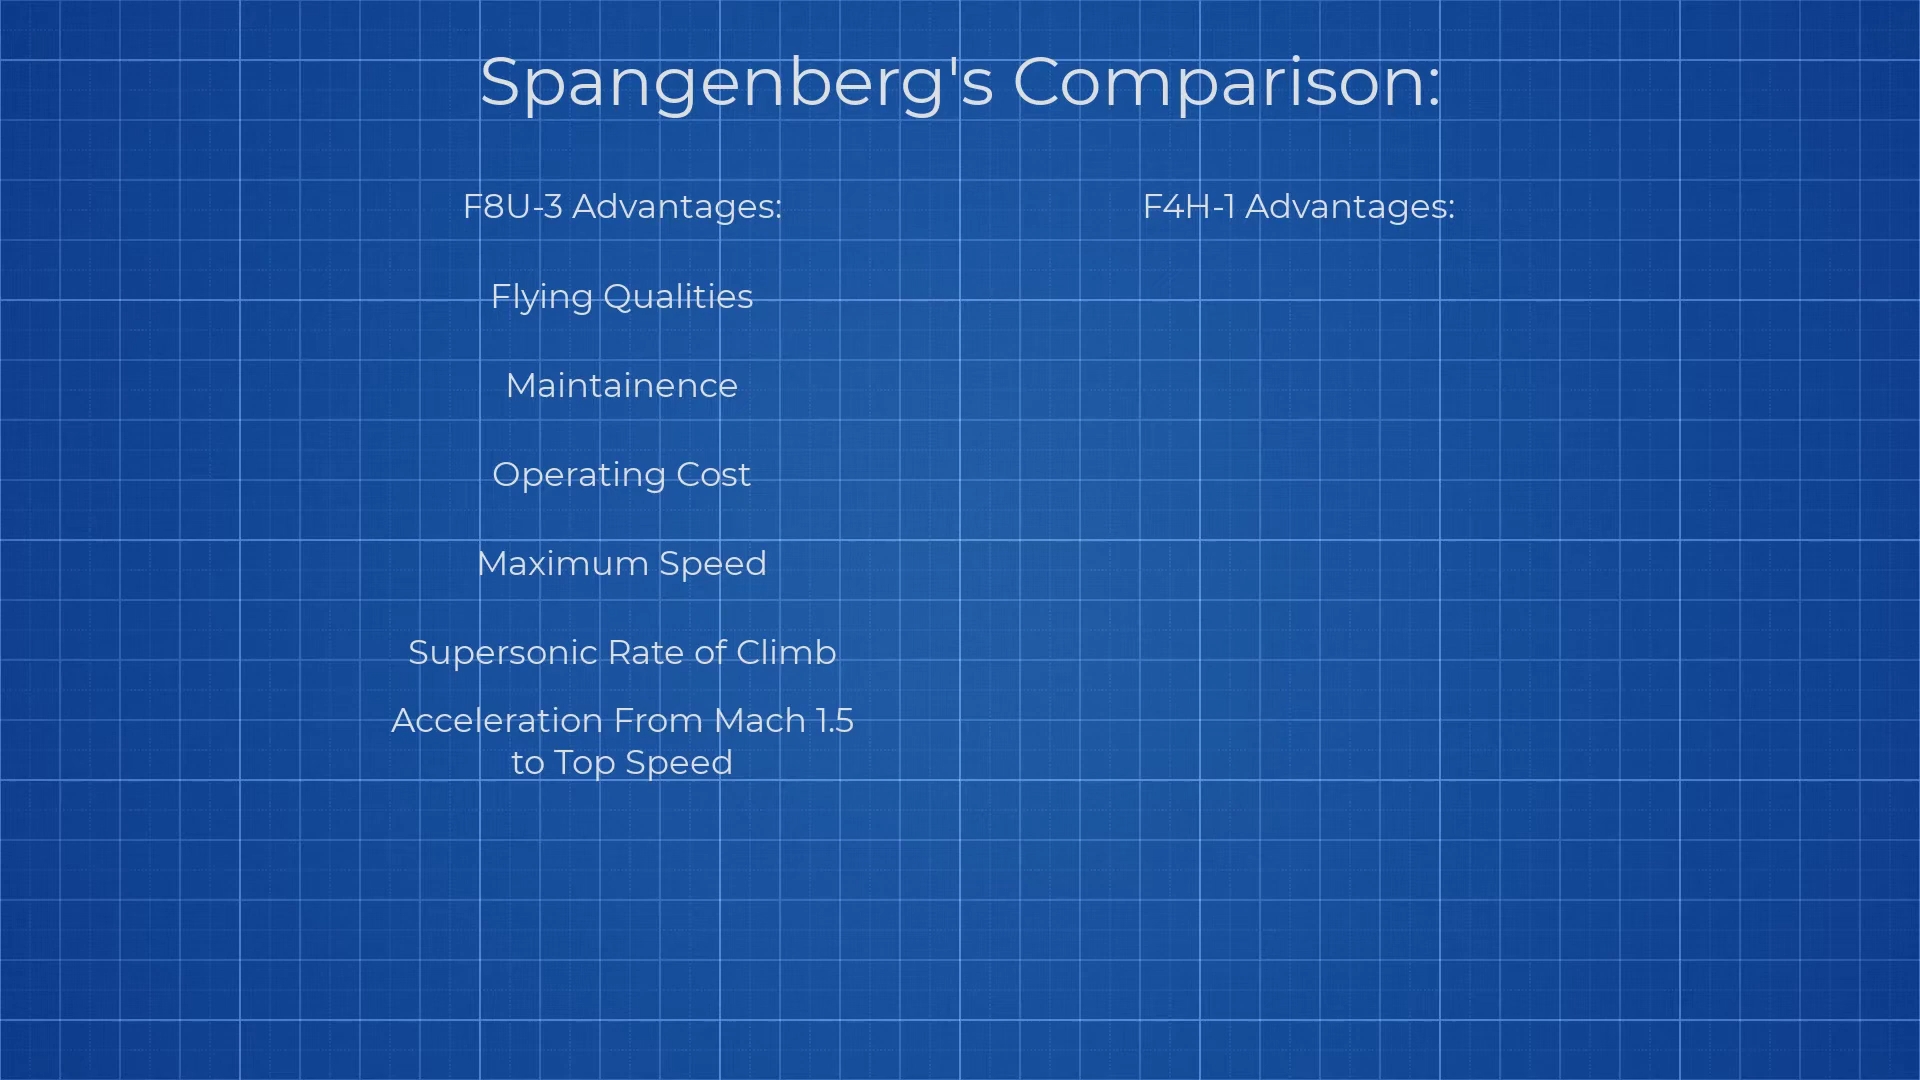 Spangenberg's Comparison:
F8U-3 Advantages:
F4H-1 Advantages:
Flying Qualities
Maintainence
Operating Cost
Maximum Speed
Supersonic Rate of Climb
Acceleration From Mach 1.5
to Top Speed